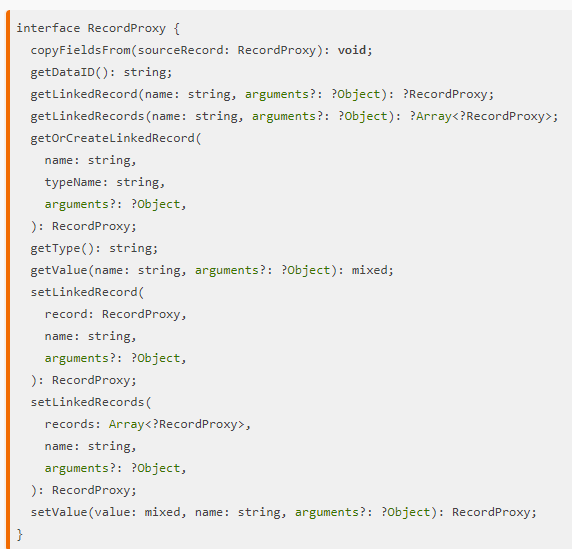 interface RecordProxy {
  copyFieldsFrom(sourceRecord: RecordProxy): void;
  getDataID(): string;
  getLinkedRecord(name: string, arguments?: ?Object): ?RecordProxy;
  getLinkedRecords(name: string, arguments?: ?Object): ?Array<?RecordProxy>;
  getOrCreateLinkedRecord(
    name: string,
    typeName: string,
    arguments?: ?Object,
  ): RecordProxy;
  getType(): string;
  getValue(name: string, arguments?: ?Object): mixed;
  setLinkedRecord(
    record: RecordProxy,
    name: string,
    arguments?: ?Object,
  ): RecordProxy;
  setLinkedRecords(
    records: Array<?RecordProxy>,
    name: string,
    arguments?: ?Object,
  ): RecordProxy;
  setValue(value: mixed, name: string, arguments?: ?Object): RecordProxy;
}